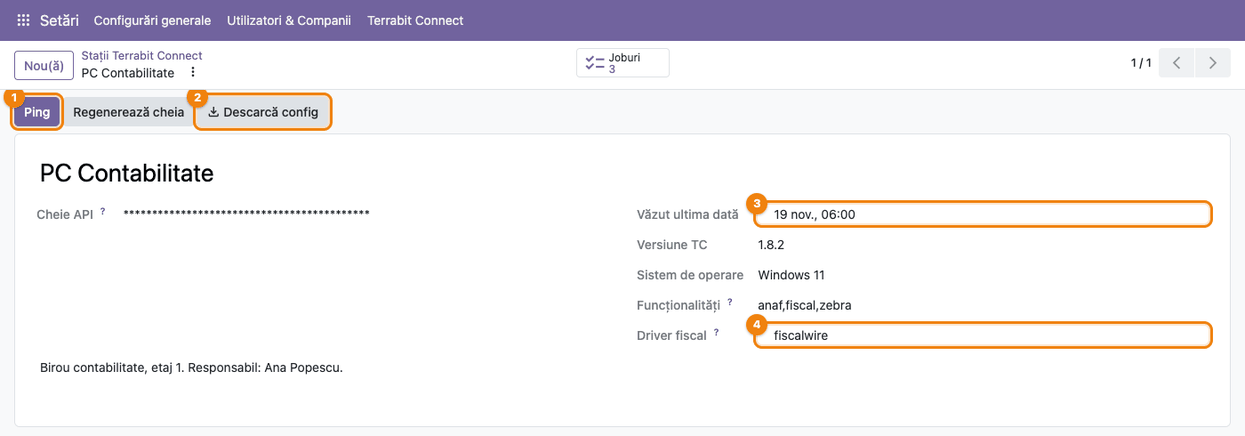 Setări Configurări generale Utilizatori & Companii Terrabit Connect
Nou(ă)
Stații Terrabit Connect
PC Contabilitate
Joburi
3
1 / 1
1
Ping
Regenerează cheia
2
Descarcă config
PC Contabilitate
Cheie API ? *******************************************
3
Văzut ultima dată 19 nov., 06:00
Versiune TC 1.8.2
Sistem de operare Windows 11
Funcționalități ? anaf,fiscal,zebra
4
Driver fiscal ? fiscalwire
Birou contabilitate, etaj 1. Responsabil: Ana Popescu.